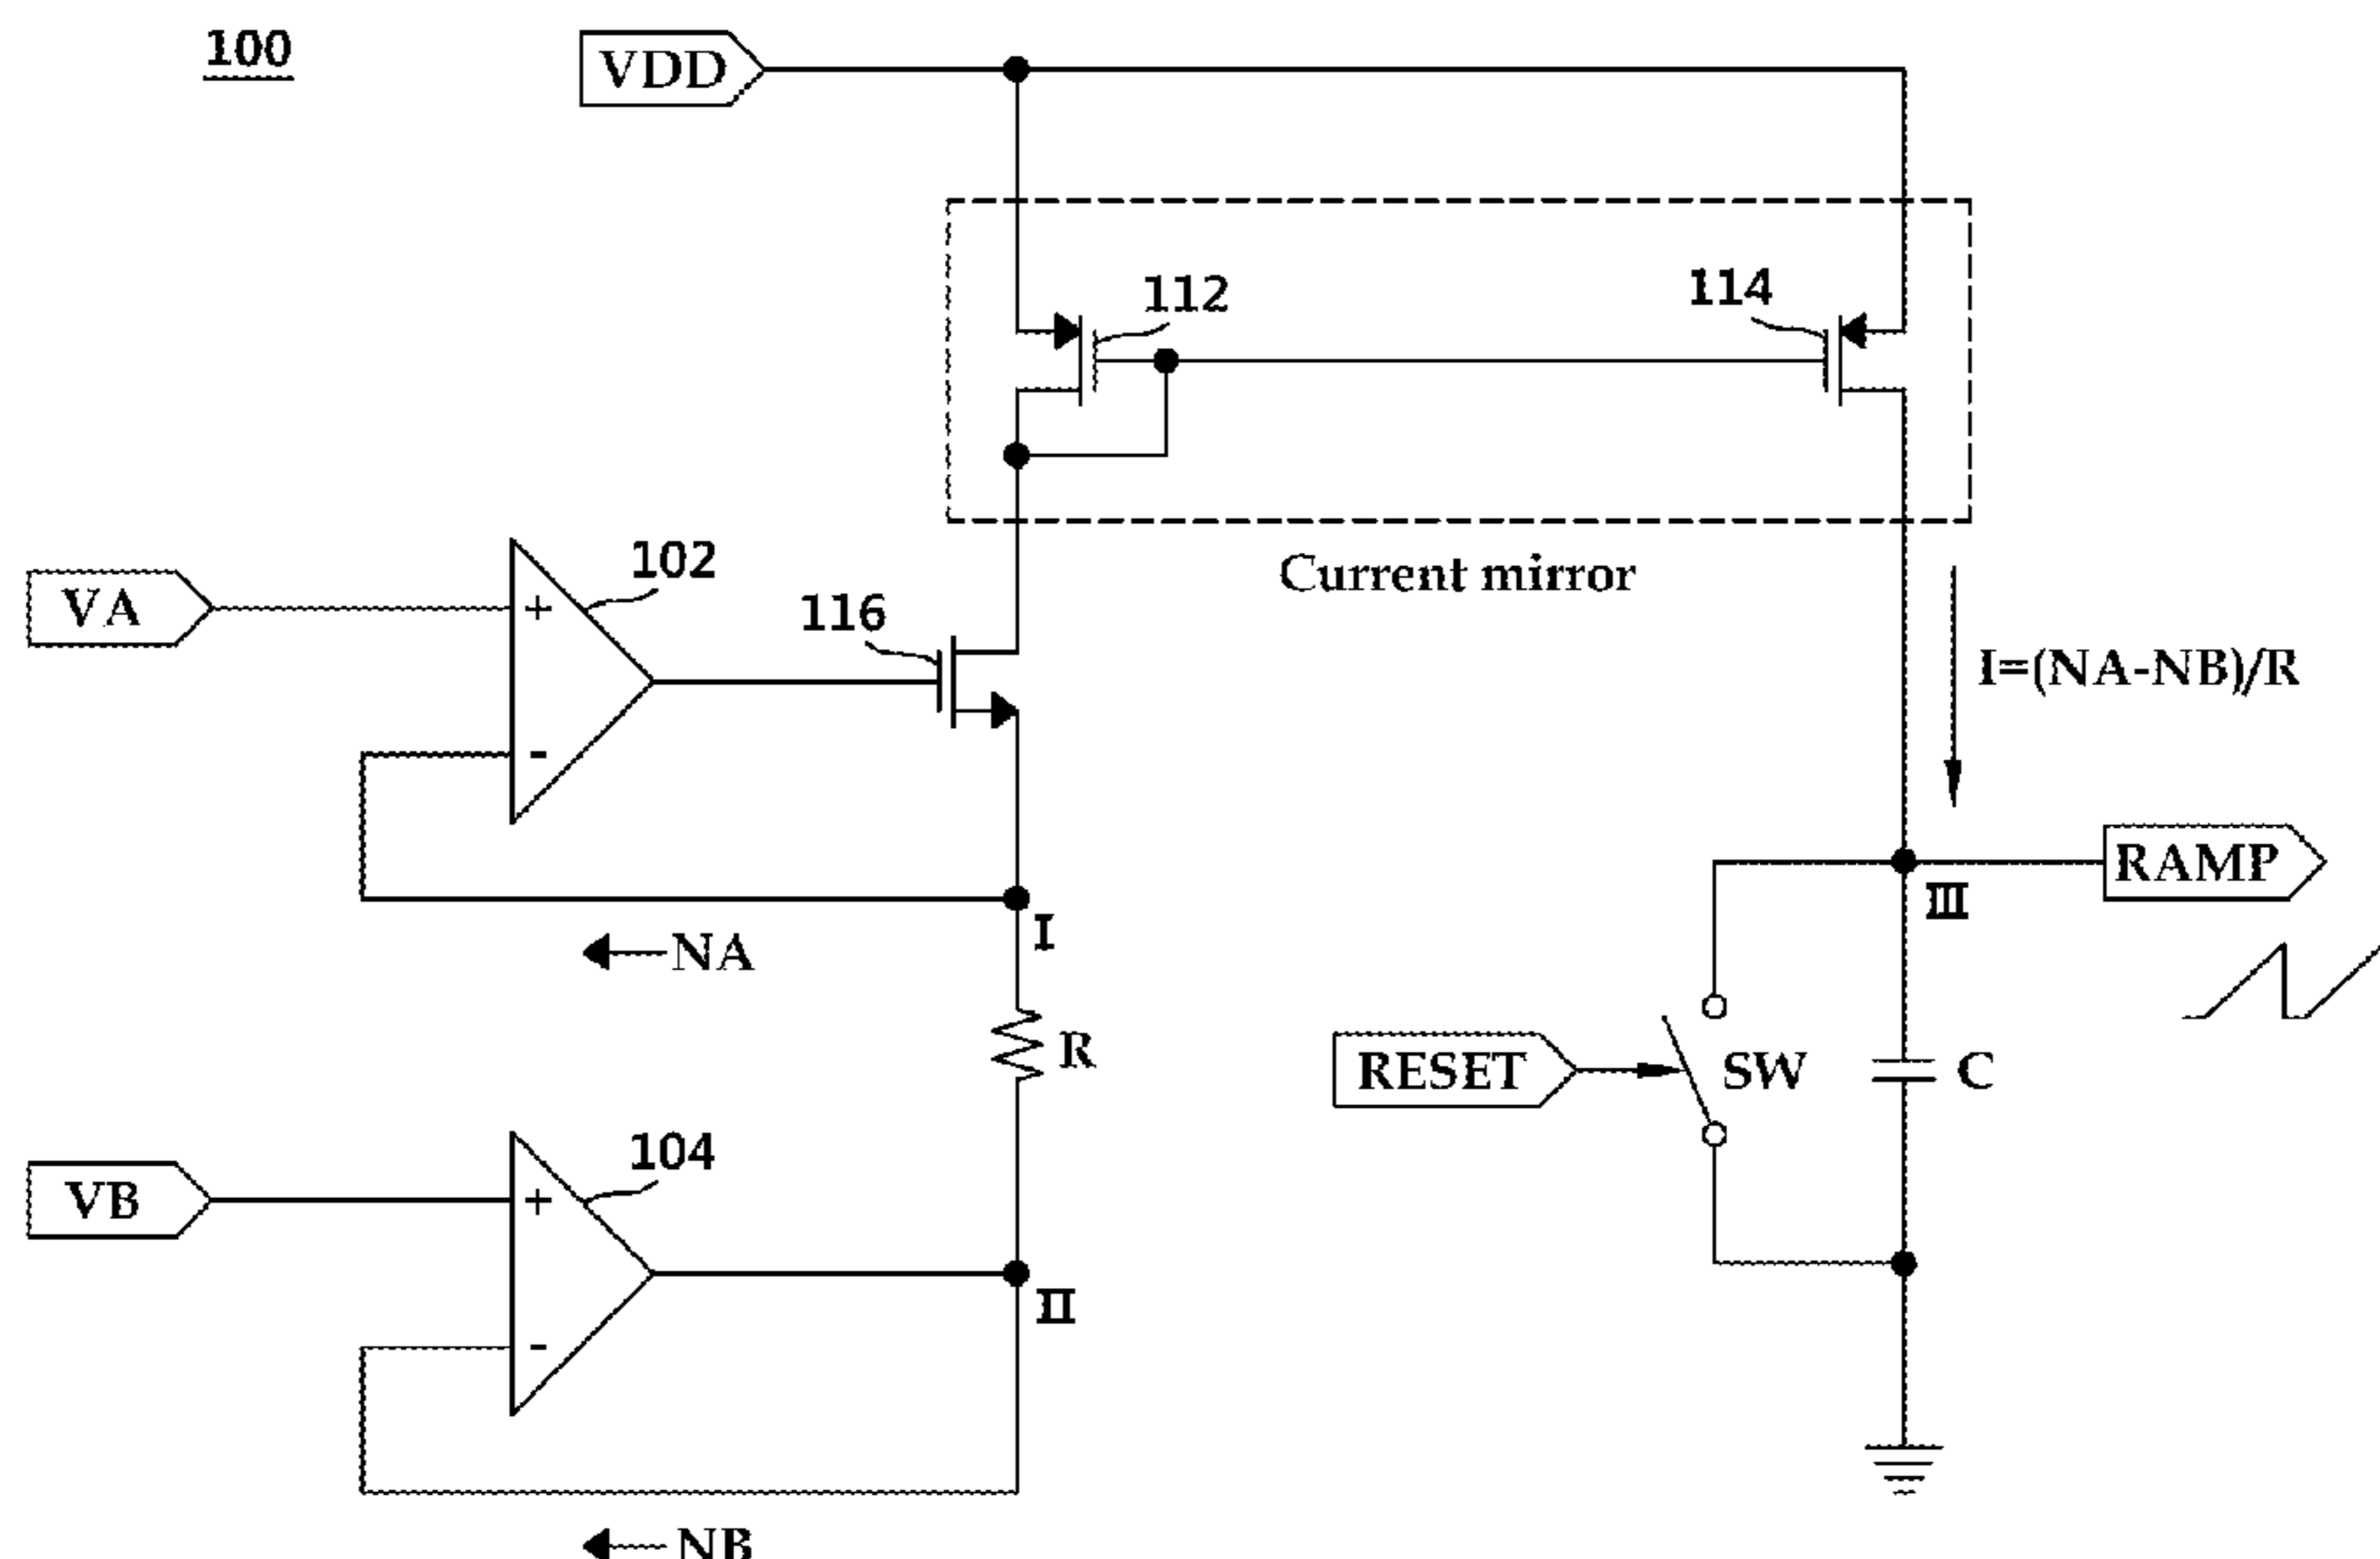 100
VDD
112
114
102
VA
+
116
Current mirror
-
I=(NA-NB)/R
RAMP
III
I
NA
R
RESET
SW
C
104
VB
+
II
-
NB